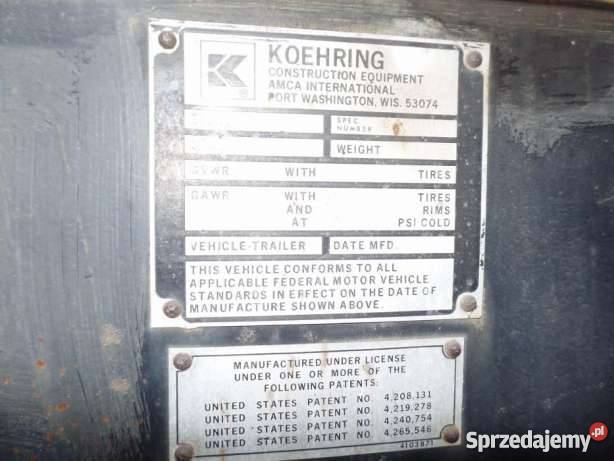 KOEHRING
CONSTRUCTION EQUIPMENT
AMCA INTERNATIONAL
PORT WASHINGTON, WIS. 53074
SPEC.
NUMBER
WEIGHT
GVWR WITH TIRES
GAWR WITH TIRES
AND RIMS
AT PSI COLD
VEHICLE-TRAILER DATE MFD.
THIS VEHICLE CONFORMS TO ALL
APPLICABLE FEDERAL MOTOR VEHICLE
STANDARDS IN EFFECT ON THE DATE OF
MANUFACTURE SHOWN ABOVE.
MANUFACTURED UNDER LICENSE
UNDER ONE OR MORE OF THE
FOLLOWING PATENTS:
UNITED STATES PATENT NO. 4,208,131
UNITED STATES PATENT NO. 4,219,278
UNITED STATES PATENT NO. 4,240,754
UNITED STATES PATENT NO. 4,265,546
4103871
Sprzedajemy.pl